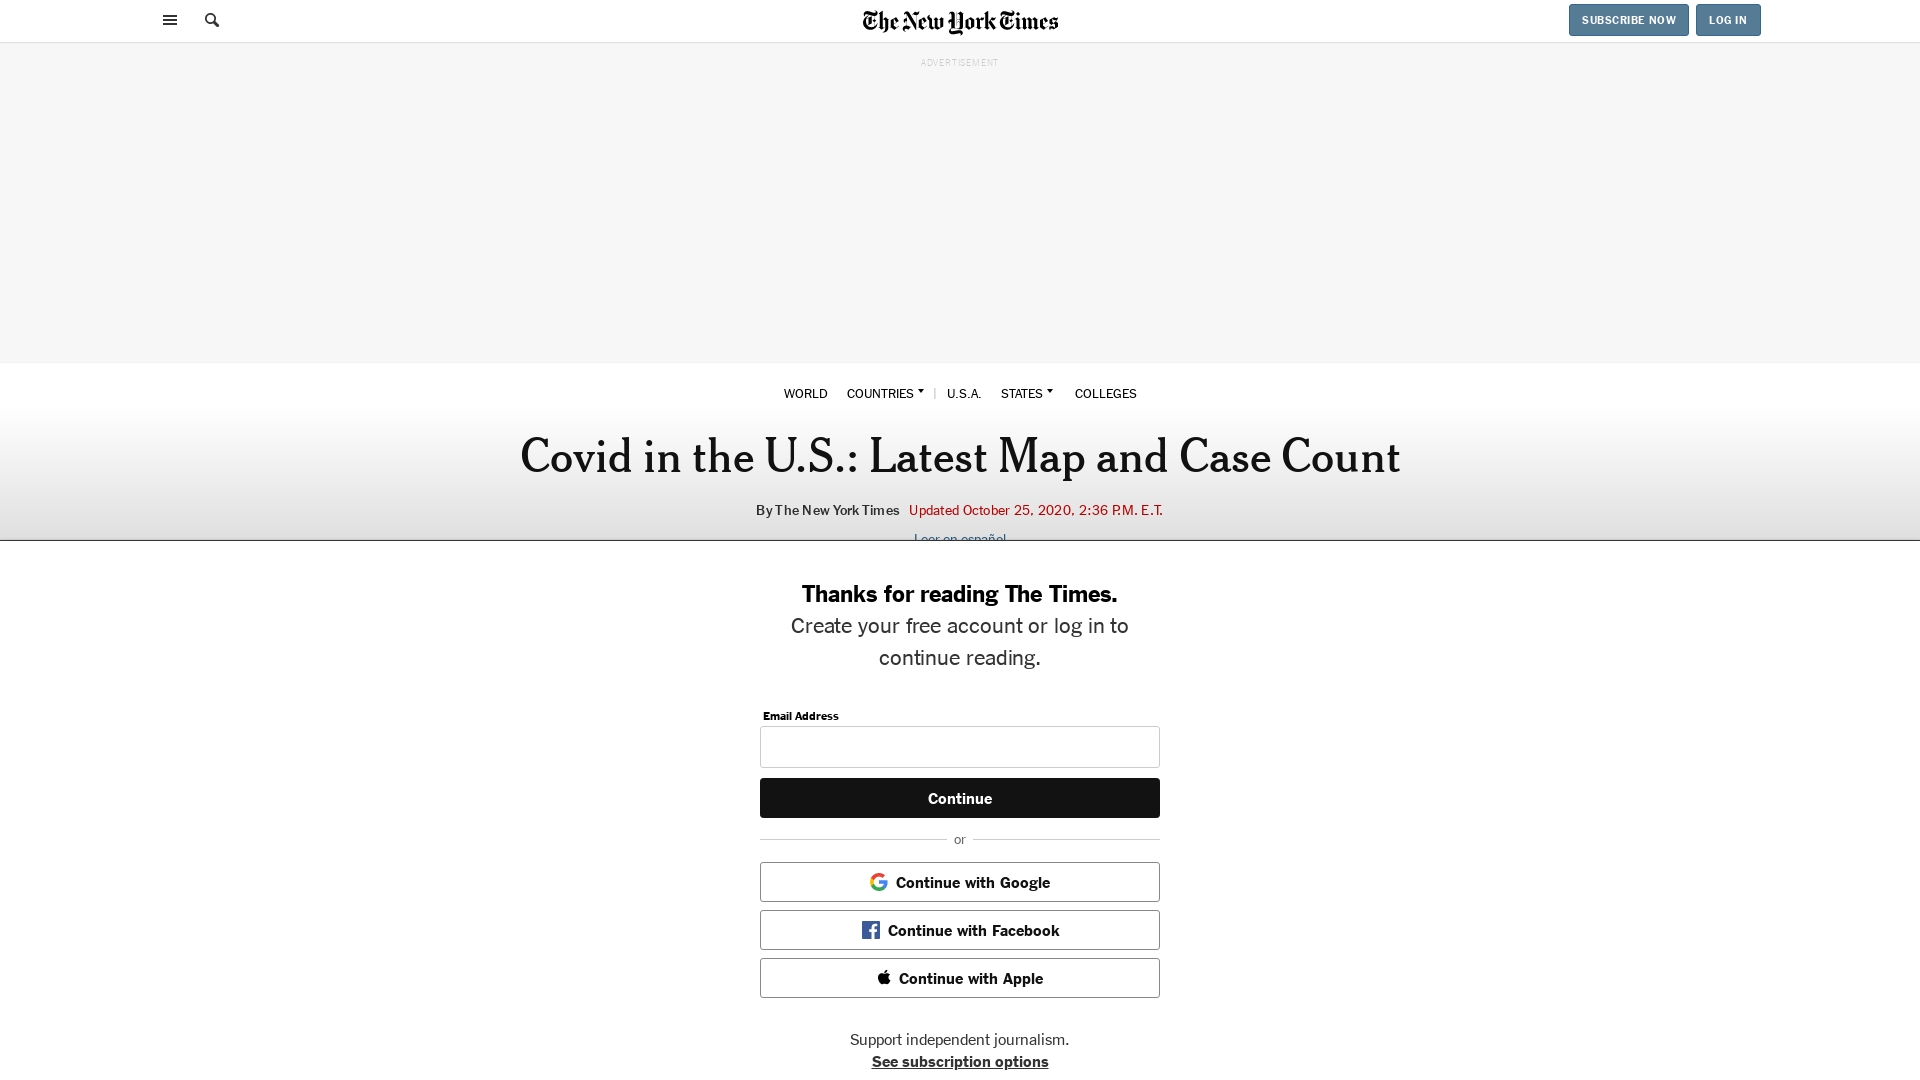 The New York Times
SUBSCRIBE NOW
LOG IN
ADVERTISEMENT
WORLD COUNTRIES | U.S.A. STATES COLLEGES
Covid in the U.S.: Latest Map and Case Count
By The New York Times Updated October 25, 2020, 2:36 P.M. E.T.
Leer en español
Thanks for reading The Times.
Create your free account or log in to
continue reading.
Email Address
Continue
or
Continue with Google
Continue with Facebook
Continue with Apple
Support independent journalism.
See subscription options